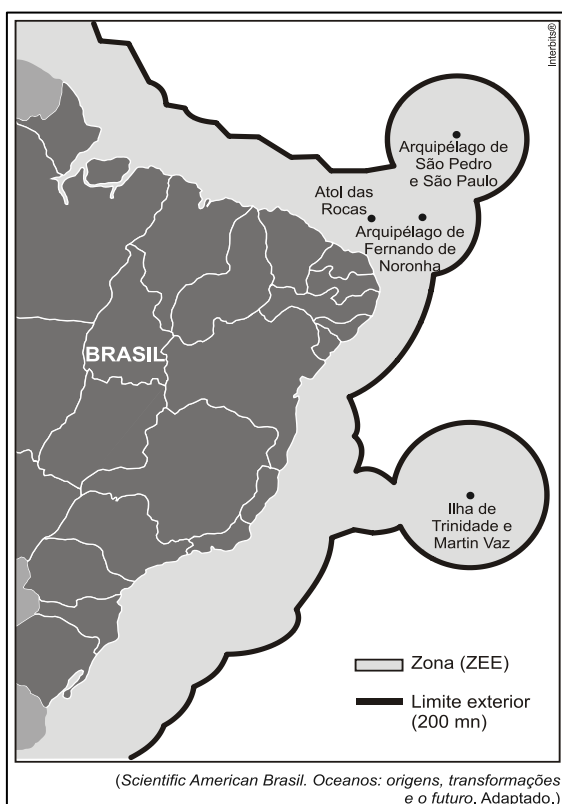 Interbits®
Arquipélago de
São Pedro
e São Paulo
Atol das
Rocas
Arquipélago de
Fernando de
Noronha
BRASIL
Ilha de
Trinidade e
Martin Vaz
Zona (ZEE)
Limite exterior
(200 mn)
(Scientific American Brasil. Oceanos: origens, transformações
e o futuro. Adaptado.)